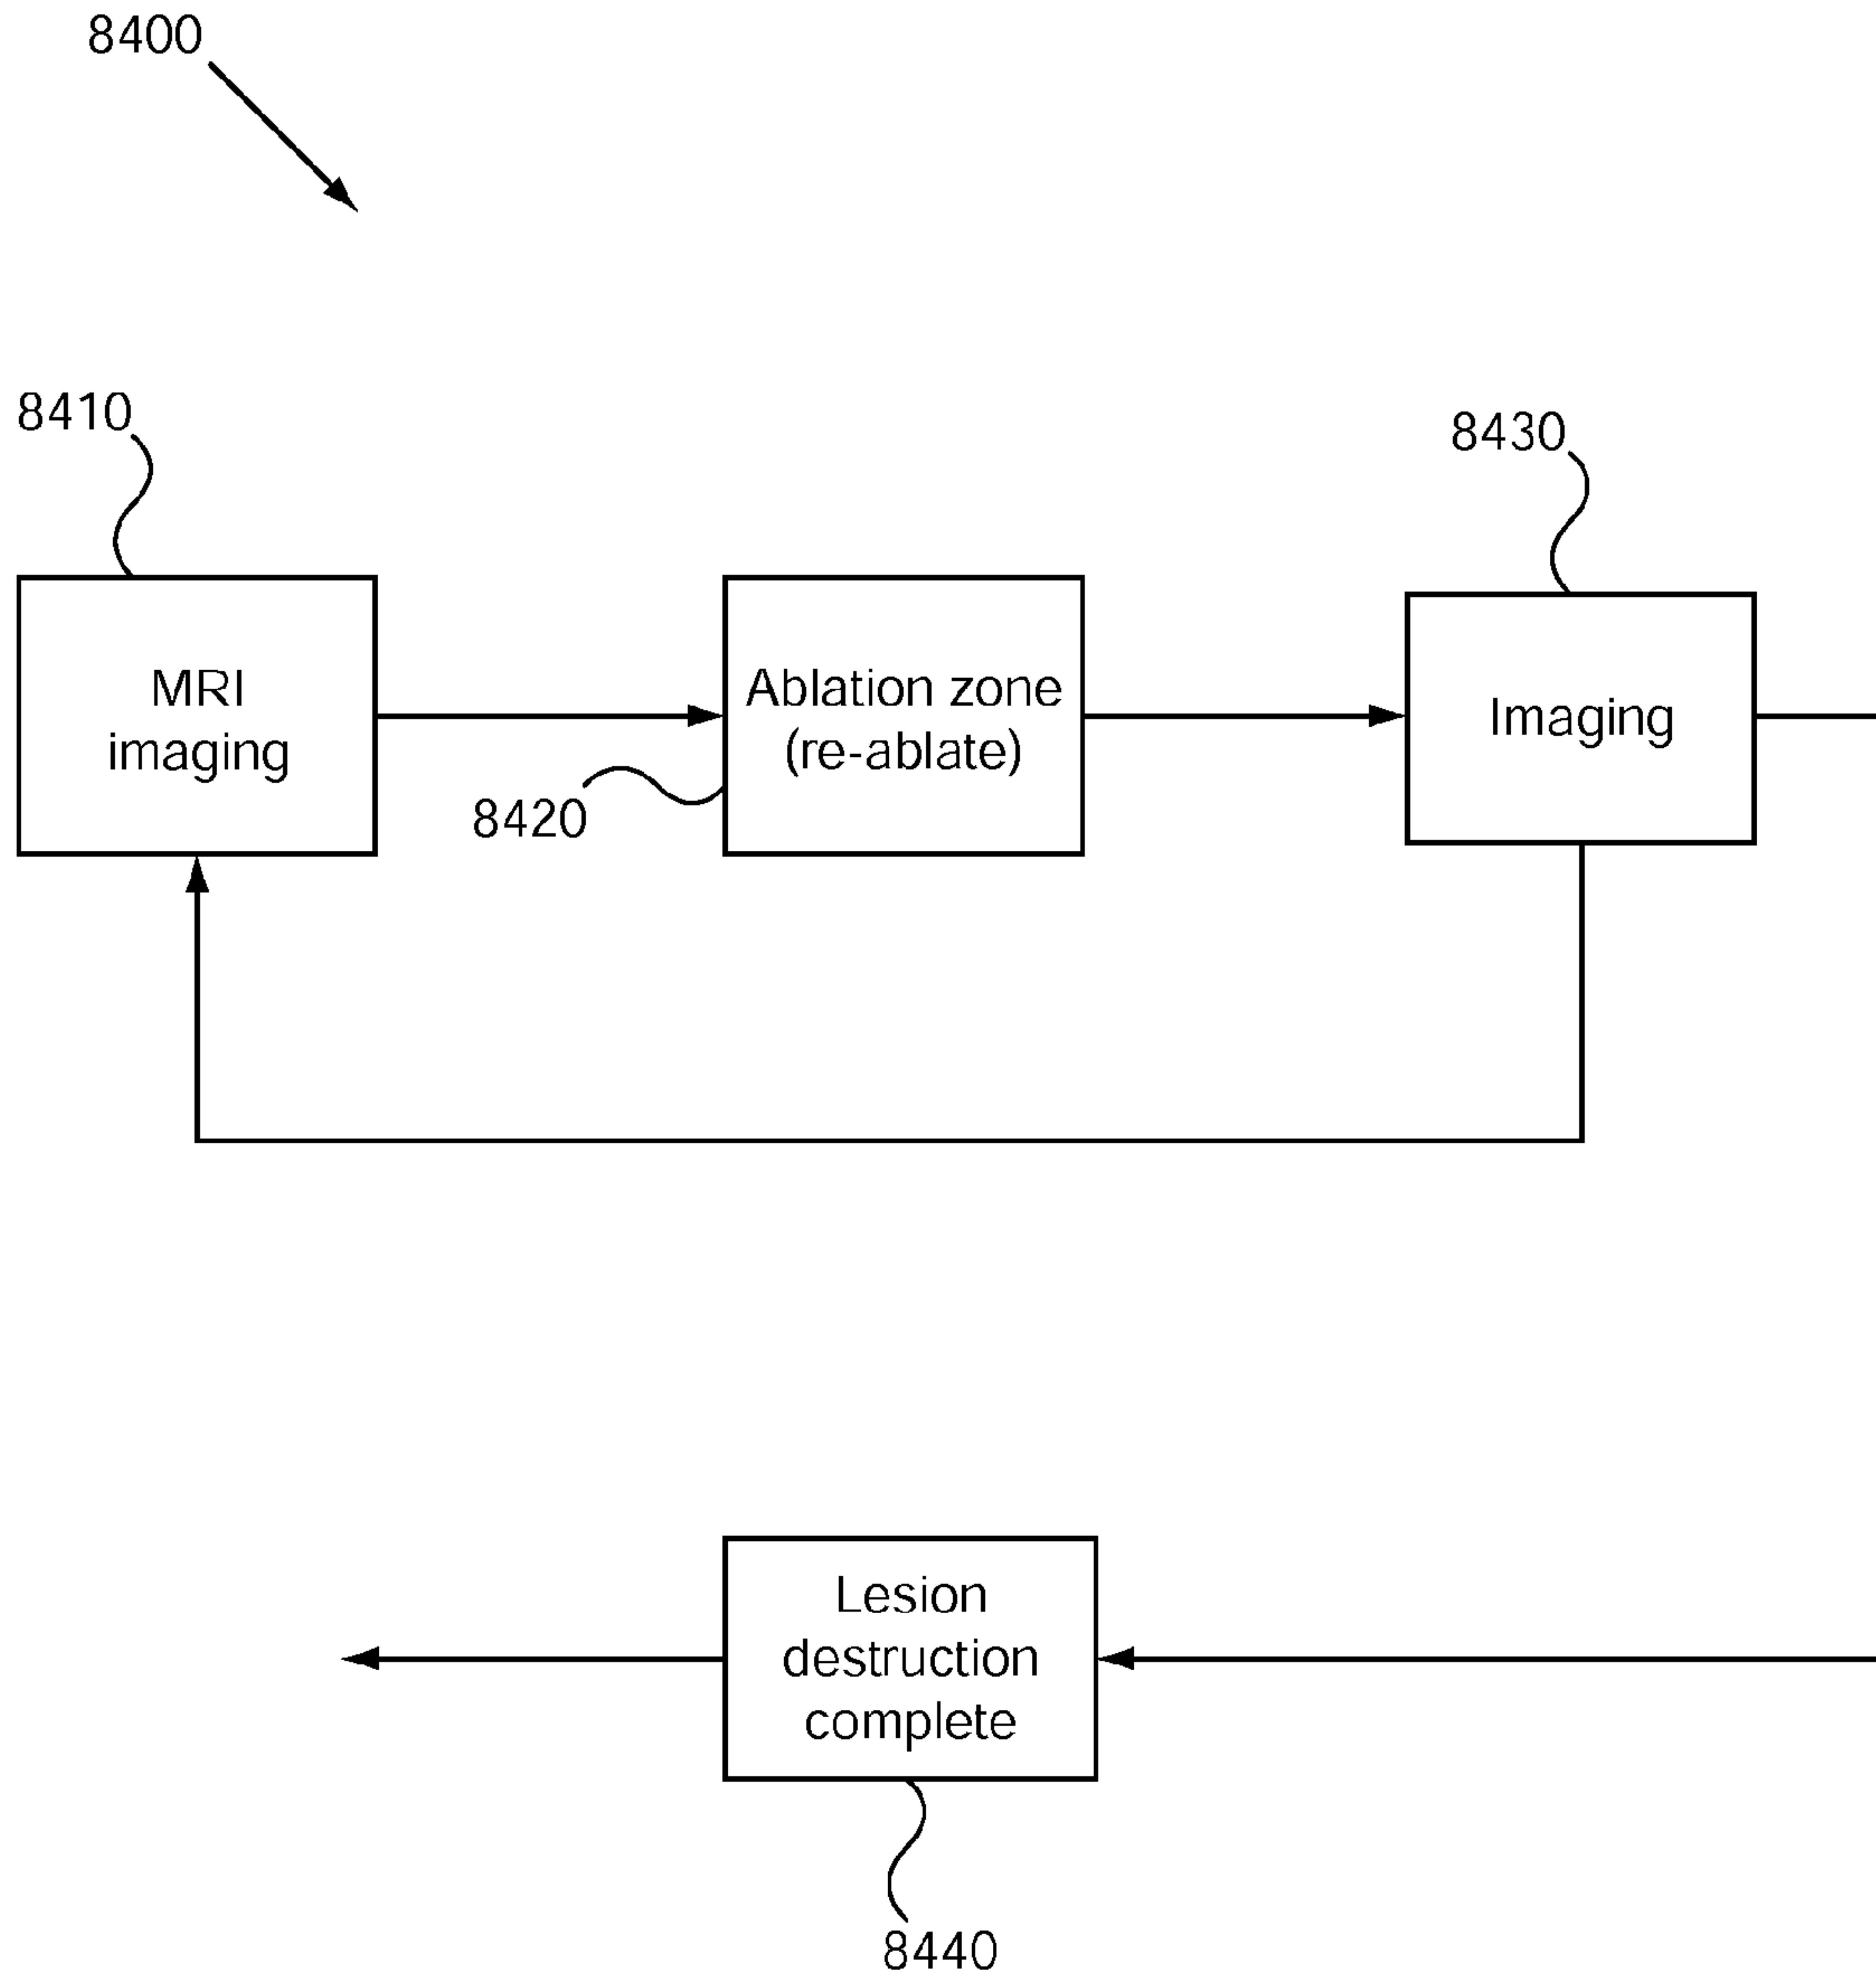 8400
8410
8430
MRI
imaging
Ablation zone
(re-ablate)
Imaging
8420
Lesion
destruction
complete
8440